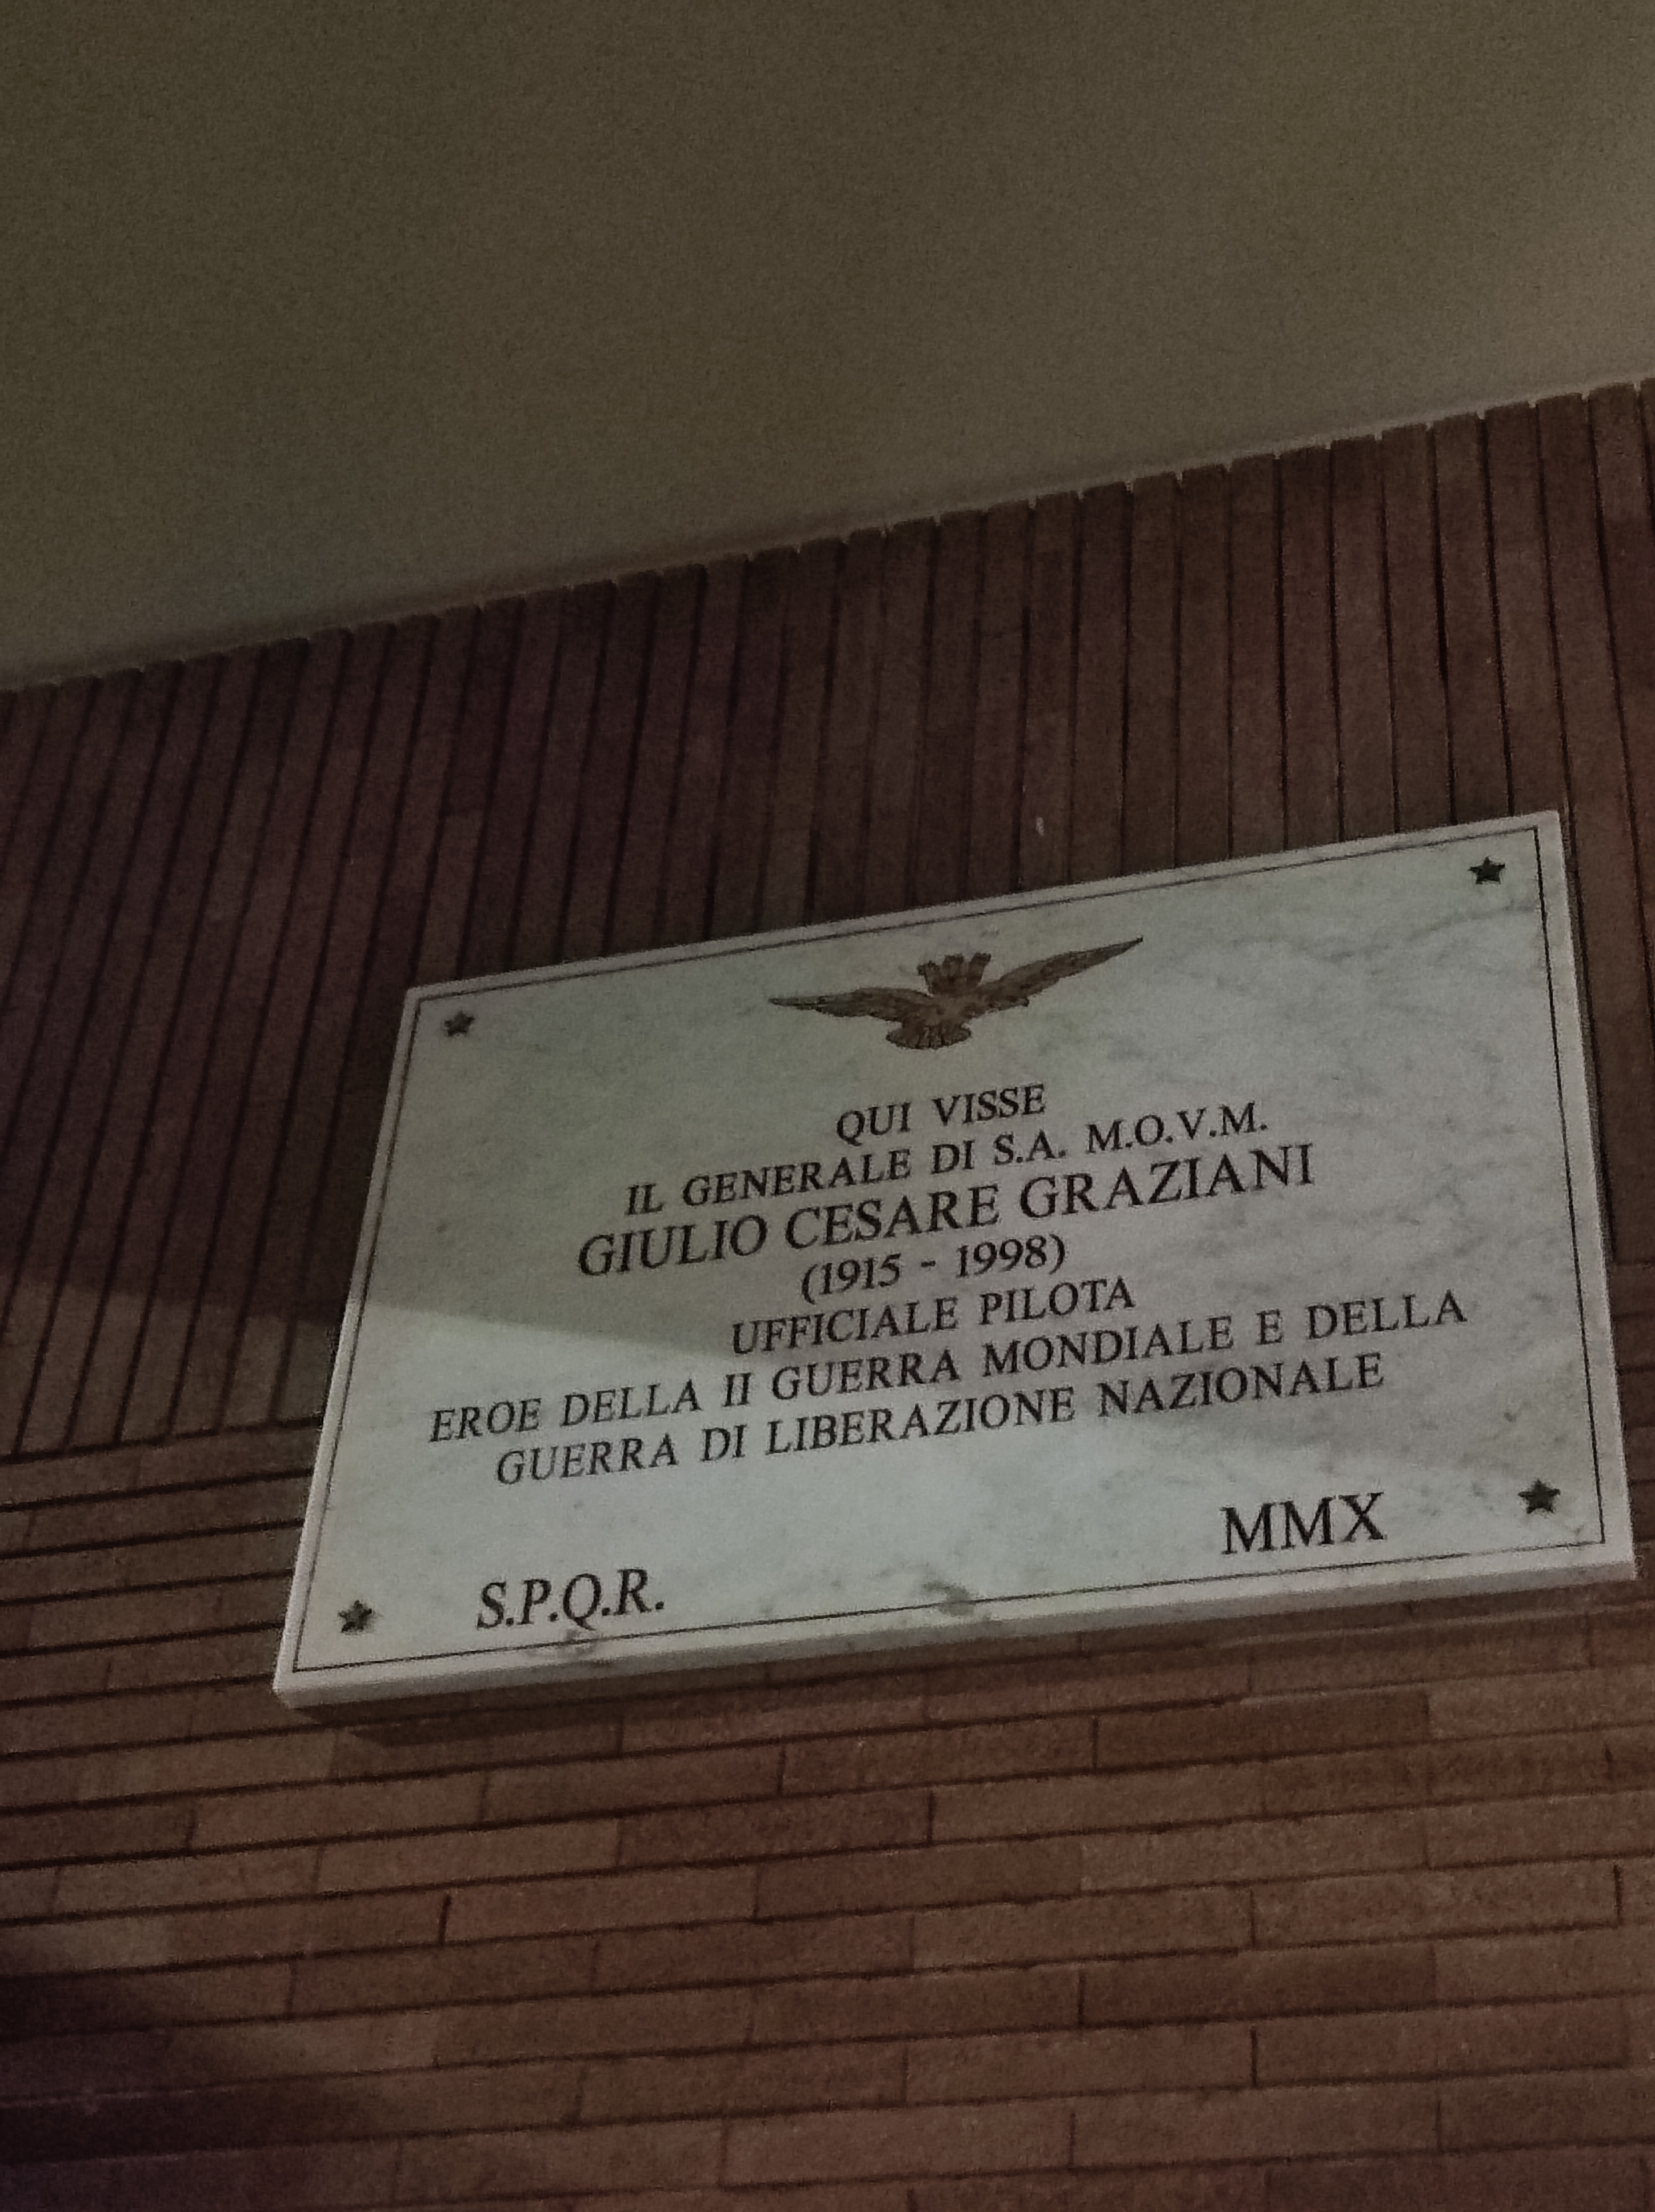 QUI VISSE
IL GENERALE DI S.A. M.O.V.M.
GIULIO CESARE GRAZIANI
(1915 - 1998)
UFFICIALE PILOTA
EROE DELLA II GUERRA MONDIALE E DELLA
GUERRA DI LIBERAZIONE NAZIONALE
S.P.Q.R.
MMX